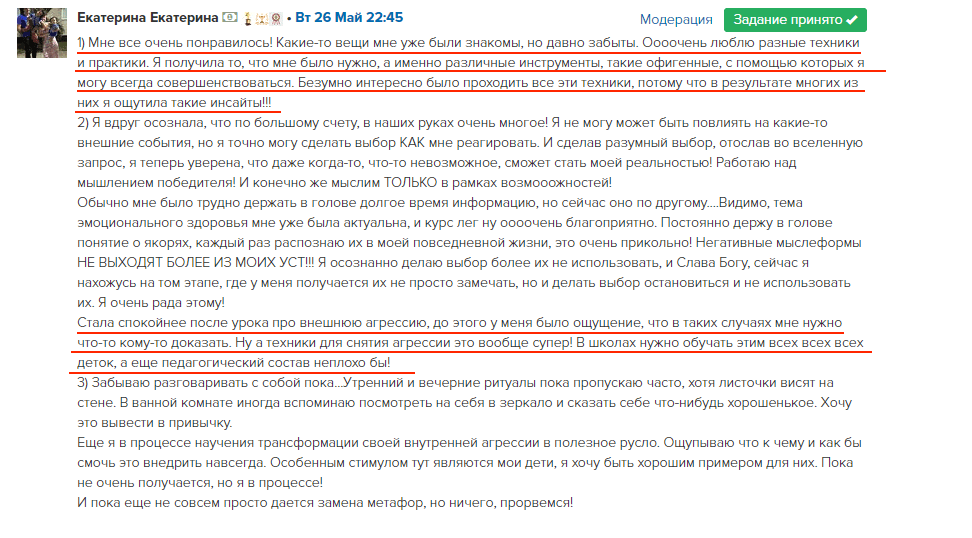 Екатерина Екатерина • Вт 26 Май 22:45
Модерация
Задание принято
1) Мне все очень понравилось! Какие-то вещи мне уже были знакомы, но давно забыты. Оооочень люблю разные техники
и практики. Я получила то, что мне было нужно, а именно различные инструменты, такие офигенные, с помощью которых я
могу всегда совершенствоваться. Безумно интересно было проходить все эти техники, потому что в результате многих из
них я ощутила такие инсайты!!!
2) Я вдруг осознала, что по большому счету, в наших руках очень многое! Я не могу может быть повлиять на какие-то
внешние события, но я точно могу сделать выбор КАК мне реагировать. И сделав разумный выбор, отослав во вселенную
запрос, я теперь уверена, что даже когда-то, что-то невозможное, сможет стать моей реальностью! Работаю над
мышлением победителя! И конечно же мыслим ТОЛЬКО в рамках возмооожностей!
Обычно мне было трудно держать в голове долгое время информацию, но сейчас оно по другому....Видимо, тема
эмоционального здоровья мне уже была актуальна, и курс лег ну оооочень благоприятно. Постоянно держу в голове
понятие о якорях, каждый раз распознаю их в моей повседневной жизни, это очень прикольно! Негативные мыслеформы
НЕ ВЫХОДЯТ БОЛЕЕ ИЗ МОИХ УСТ!!! Я осознанно делаю выбор более их не использовать, и Слава Богу, сейчас я
нахожусь на том этапе, где у меня получается их не просто замечать, но и делать выбор остановиться и не использовать
их. Я очень рада этому!
Стала спокойнее после урока про внешнюю агрессию, до этого у меня было ощущение, что в таких случаях мне нужно
что-то кому-то доказать. Ну а техники для снятия агрессии это вообще супер! В школах нужно обучать этим всех всех всех
деток, а еще педагогический состав неплохо бы!
3) Забываю разговаривать с собой пока...Утренний и вечерние ритуалы пока пропускаю часто, хотя листочки висят на
стене. В ванной комнате иногда вспоминаю посмотреть на себя в зеркало и сказать себе что-нибудь хорошенькое. Хочу
это вывести в привычку.
Еще я в процессе научения трансформации своей внутренней агрессии в полезное русло. Ощупываю что к чему и как бы
смочь это внедрить навсегда. Особенным стимулом тут являются мои дети, я хочу быть хорошим примером для них. Пока
не очень получается, но я в процессе!
И пока еще не совсем просто дается замена метафор, но ничего, прорвемся!